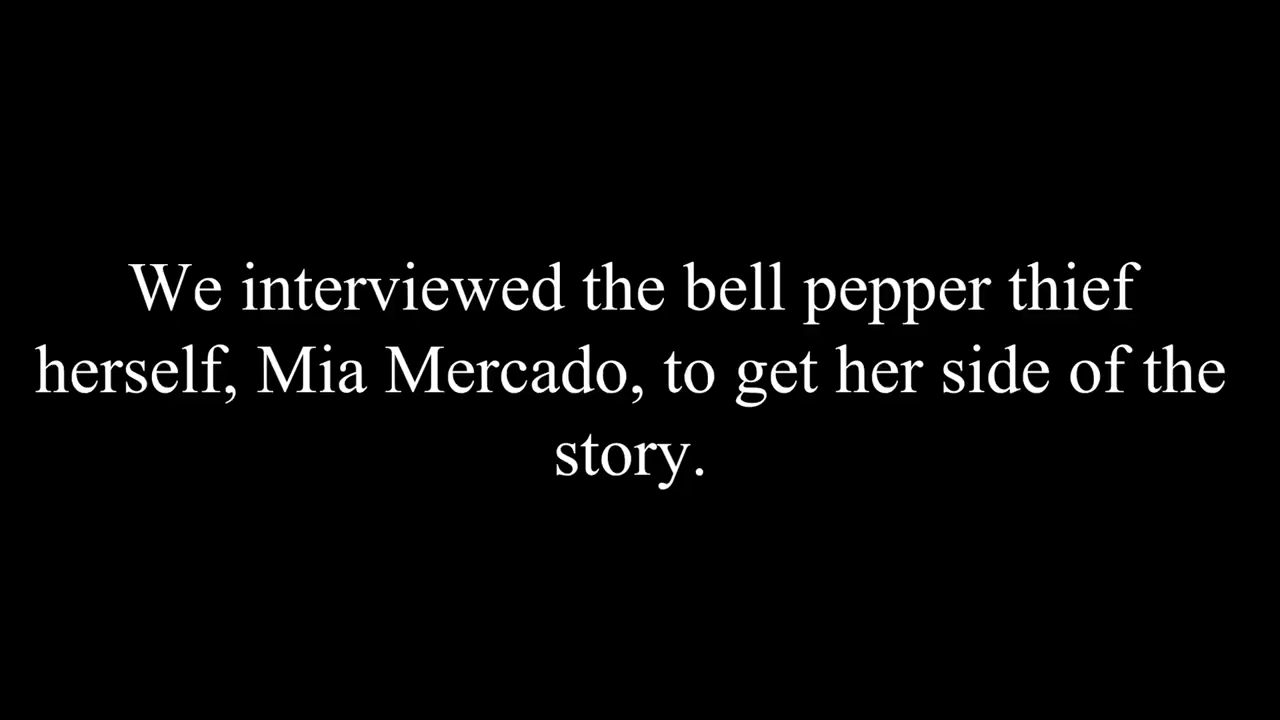 We interviewed the bell pepper thief
herself, Mia Mercado, to get her side of the
story.